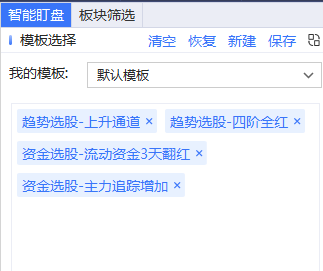 智能盯盘 板块筛选
模板选择 清空 恢复 新建 保存
我的模板: 默认模板
趋势选股-上升通道 × 趋势选股-四阶全红 ×
资金选股-流动资金3天翻红 ×
资金选股-主力追踪增加 ×